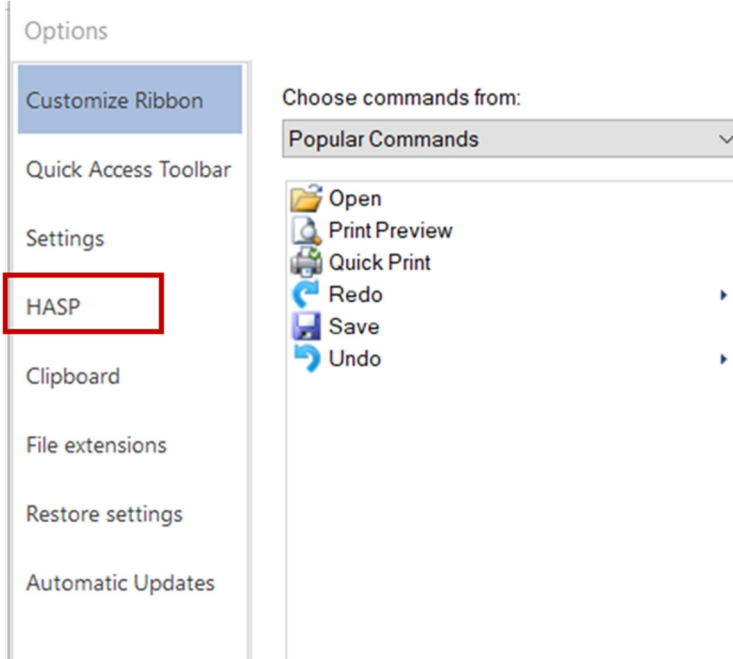 Options
Customize Ribbon
Quick Access Toolbar
Settings
HASP
Clipboard
File extensions
Restore settings
Automatic Updates
Choose commands from:
Popular Commands
Open
Print Preview
Quick Print
Redo
Save
Undo